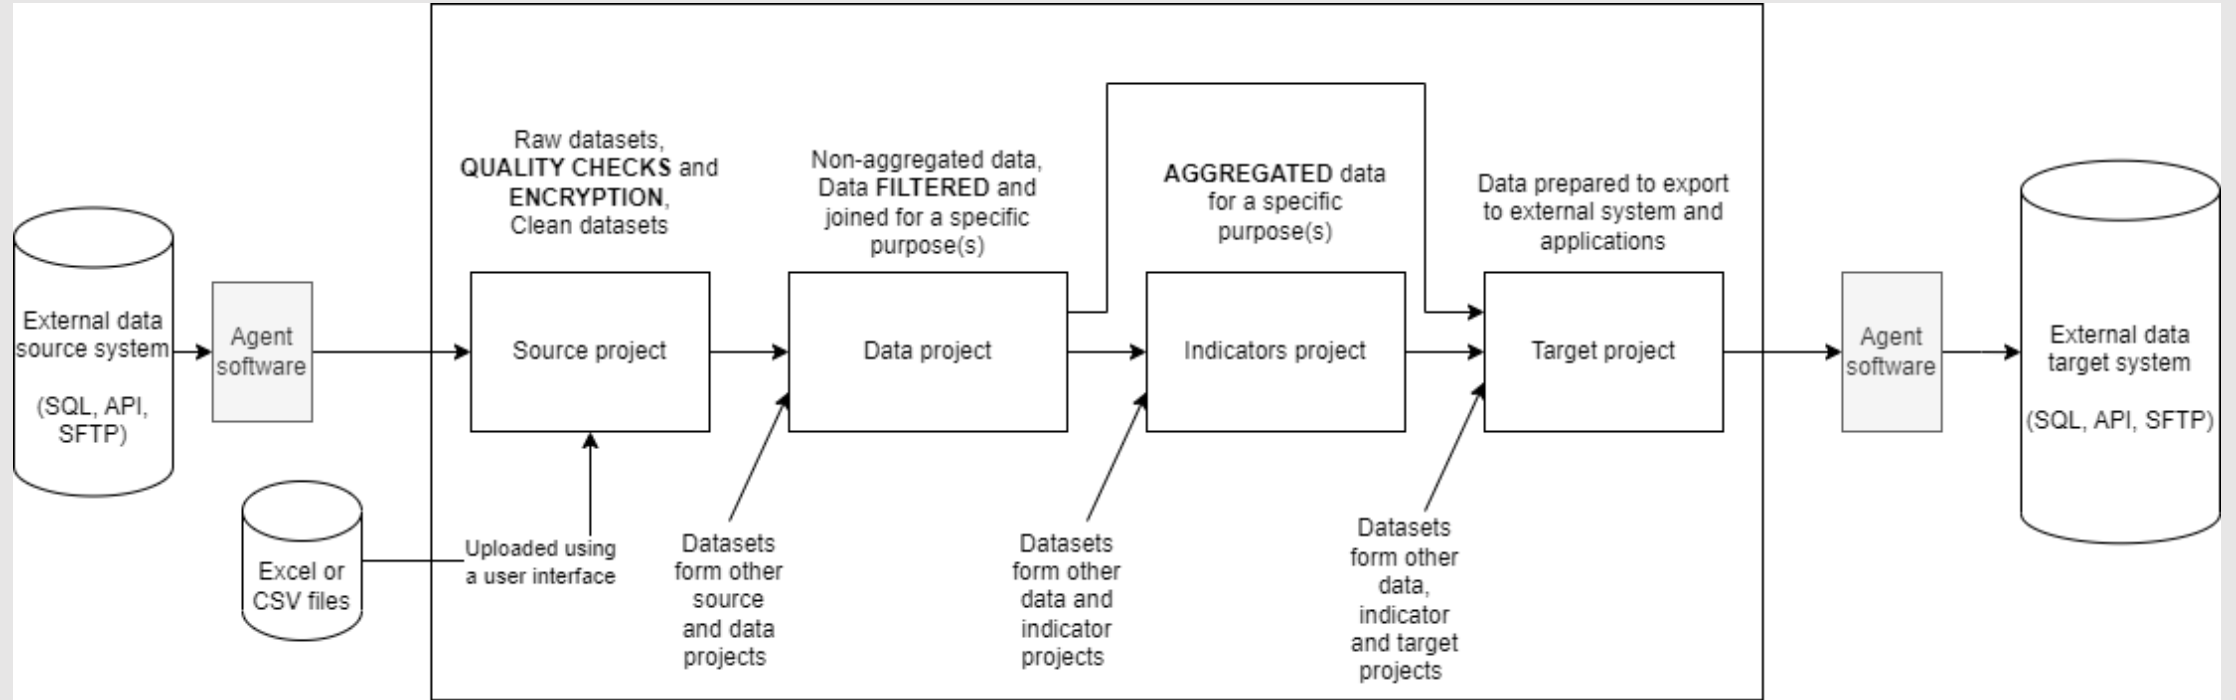 External data
source system
(SQL, API,
SFTP)
Agent
software
Excel or
CSV files
Uploaded using
a user interface
Raw datasets,
QUALITY CHECKS and
ENCRYPTION,
Clean datasets
Source project
Datasets
form other
source
and data
projects
Non-aggregated data,
Data FILTERED and
joined for a specific
purpose(s)
Data project
Datasets
form other
data and
indicator
projects
AGGREGATED data
for a specific
purpose(s)
Indicators project
Datasets
form other
data,
indicator
and target
projects
Data prepared to export
to external system and
applications
Target project
Agent
software
External data
target system
(SQL, API, SFTP)